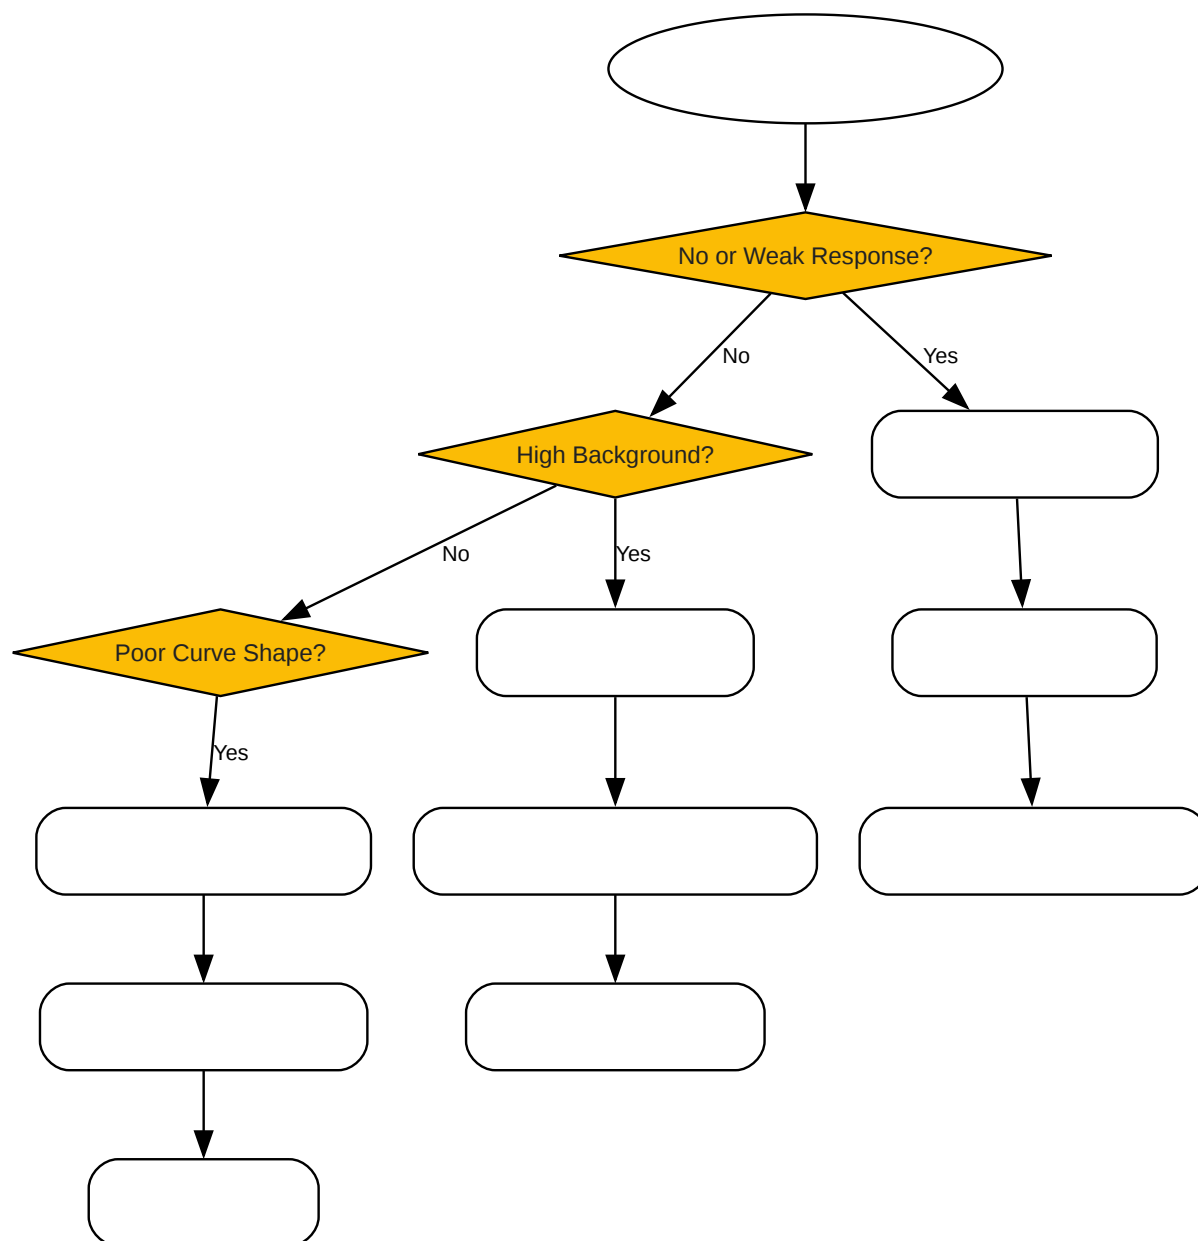 No or Weak Response?
No
Yes
High Background?
No
Yes
Poor Curve Shape?
Yes